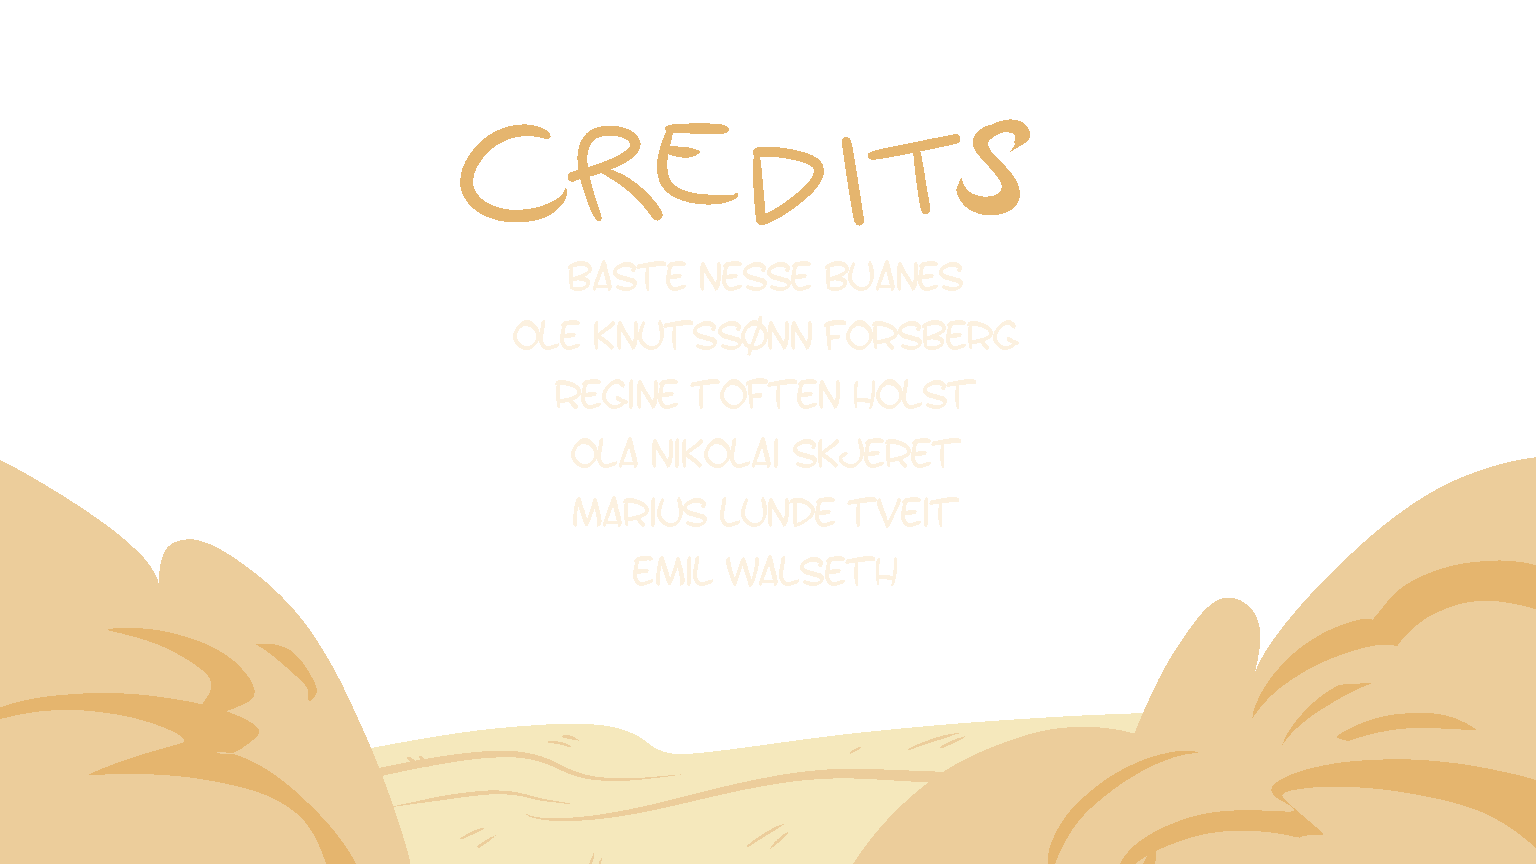 CREDITS
BASTE NESSE BUANES
OLE KNUTSSØNN FORSBERG
REGINE TOFTEN HOLST
OLA NIKOLAI SKJERET
MARIUS LUNDE TVEIT
EMIL WALSETH